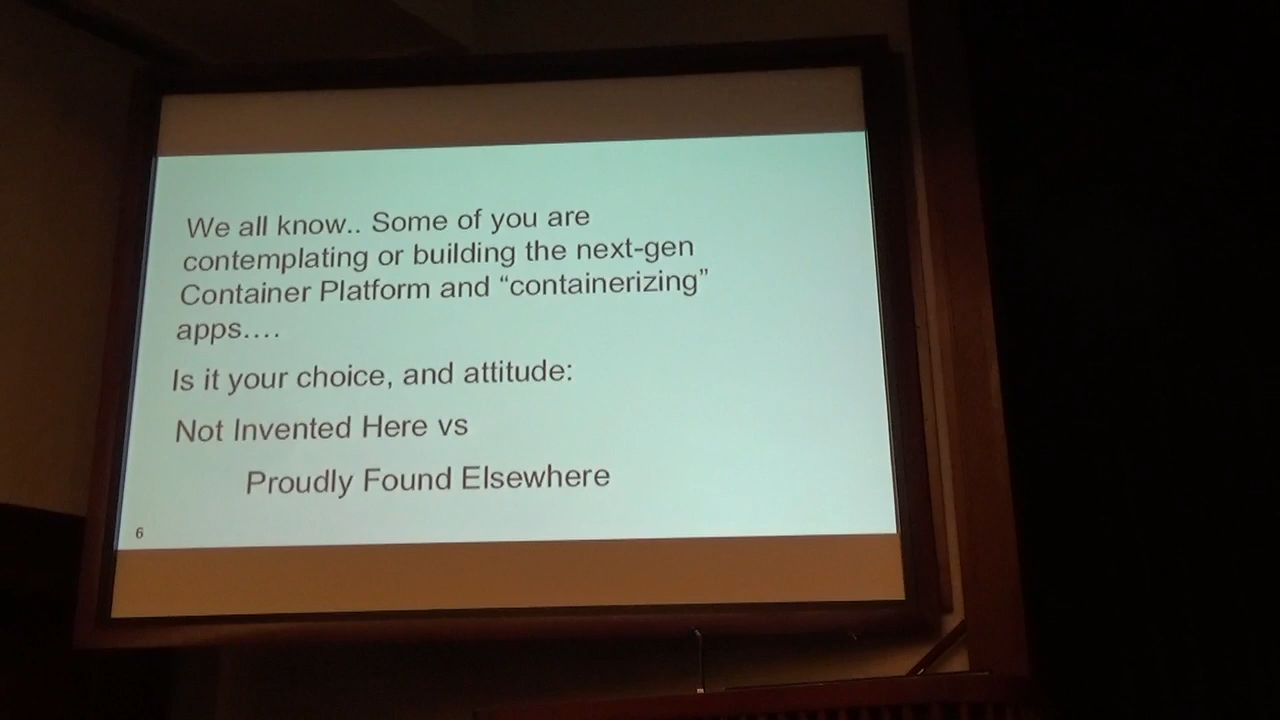 We all know.. Some of you are
contemplating or building the next-gen
Container Platform and “containerizing”
apps....
Is it your choice, and attitude:
Not Invented Here vs
Proudly Found Elsewhere
6